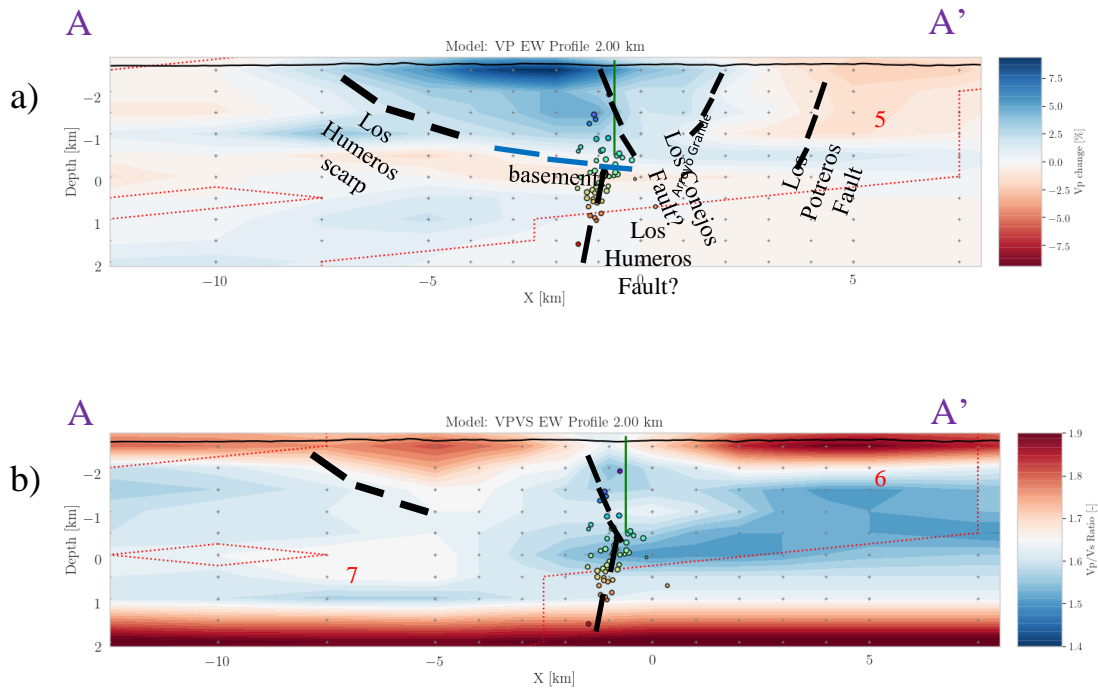 A
A’
Model: VP EW Profile 2.00 km
a)
−2
−1
0
1
2
Depth [km]
Los
Humeros
scarp
basement
Los Conejos
Fault?
Arroyo Grande
Los
Humeros
Fault?
Los
Potreros
Fault
5
−10
−5
0
5
X [km]
7.5
5.0
2.5
0.0
−2.5
−5.0
−7.5
Vp change [%]
A
A’
Model: VPVS EW Profile 2.00 km
b)
−2
−1
0
1
2
Depth [km]
6
7
−10
−5
0
5
X [km]
1.9
1.8
1.7
1.6
1.5
1.4
Vp/Vs Ratio [-]